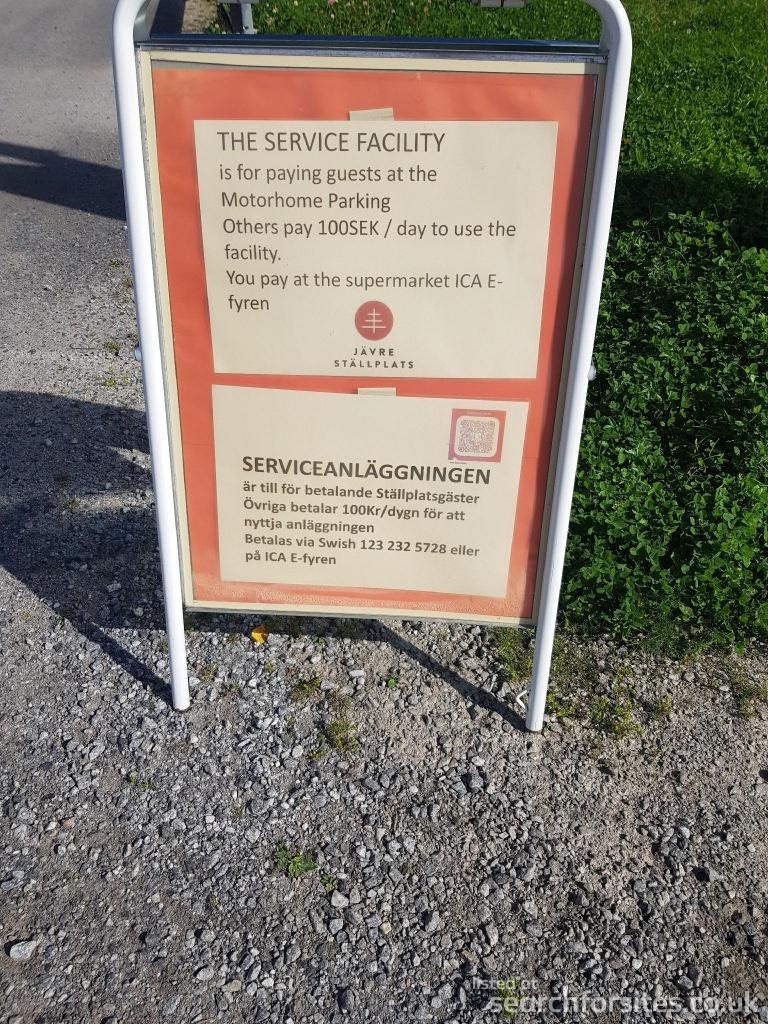 THE SERVICE FACILITY
is for paying guests at the
Motorhome Parking
Others pay 100SEK / day to use the
facility.
You pay at the supermarket ICA E-
fyren
JÄVRE
STÄLLPLATS
SERVICEANLÄGGNINGEN
är till för betalande Ställplatsgäster
Övriga betalar 100Kr/dygn för att
nyttja anläggningen
Betalas via Swish 123 232 5728 eller
på ICA E-fyren
listed at
searchforsites.co.uk